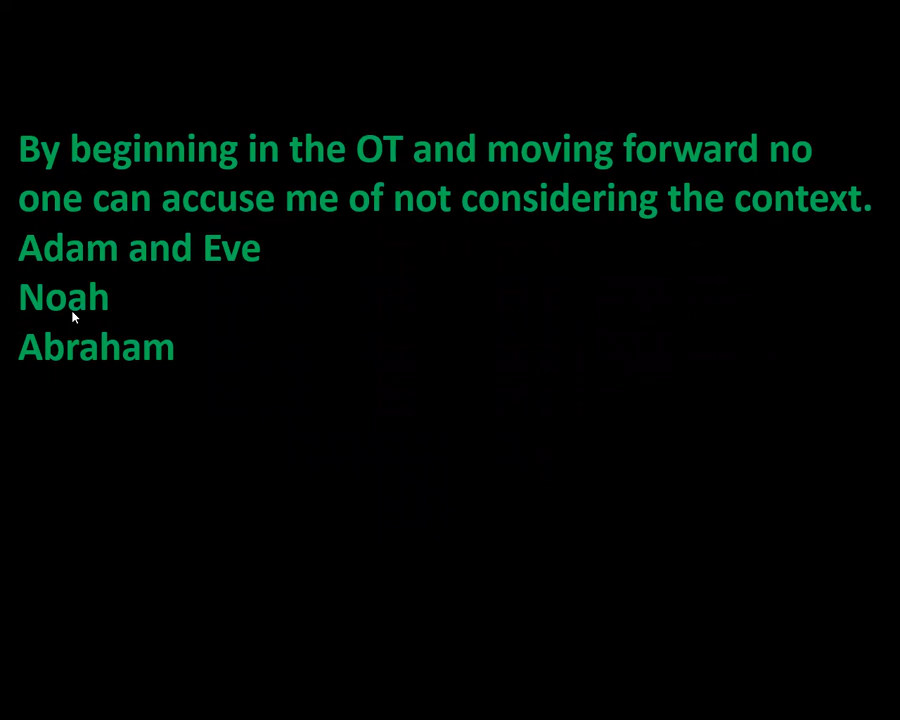 By beginning in the OT and moving forward no
one can accuse me of not considering the context.
Adam and Eve
Noah
Abraham